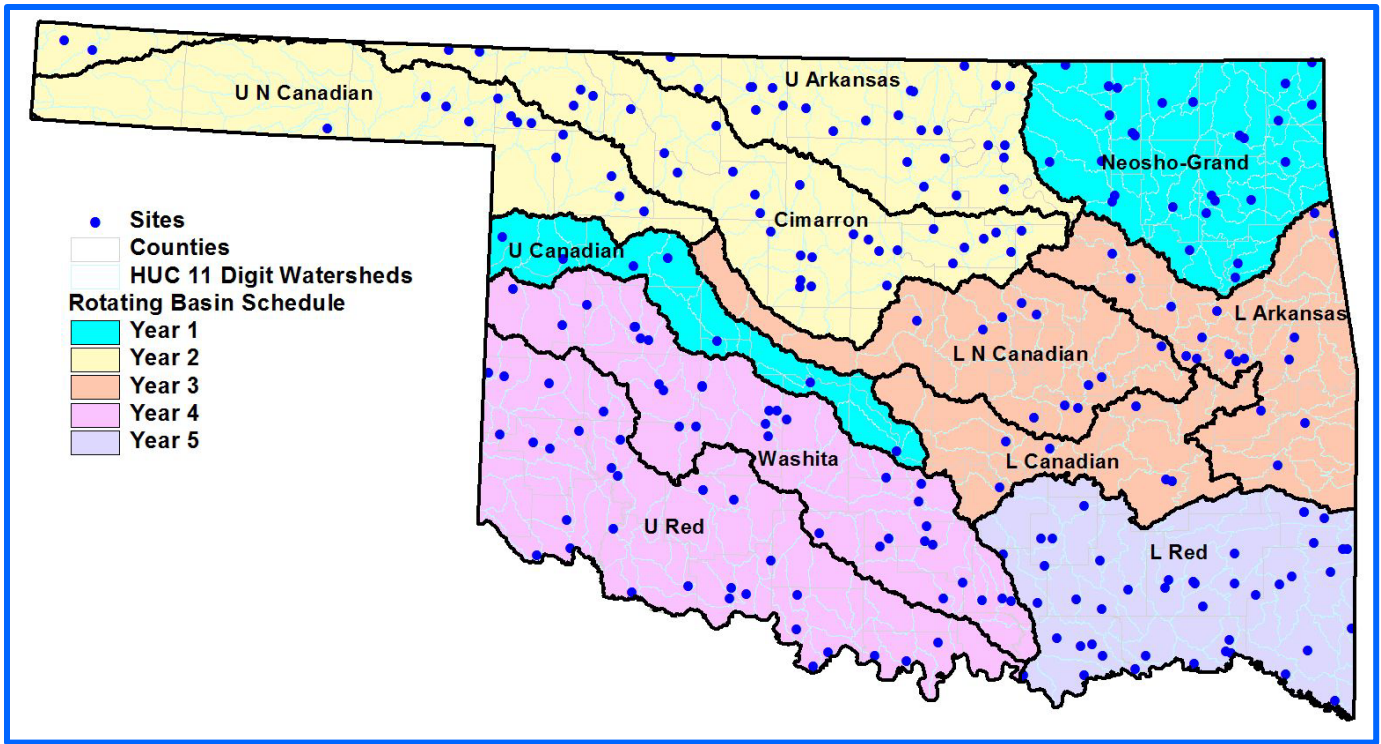 U Arkansas
U N Canadian
Neosho-Grand
Sites
Counties
Cimarron
HUC 11 Digit Watersheds
U Canadian
Rotating Basin Schedule
Year 1
Year 2
Year 3
Year 4
Year 5
L Arkansas
L N Canadian
Washita
L Canadian
U Red
L Red